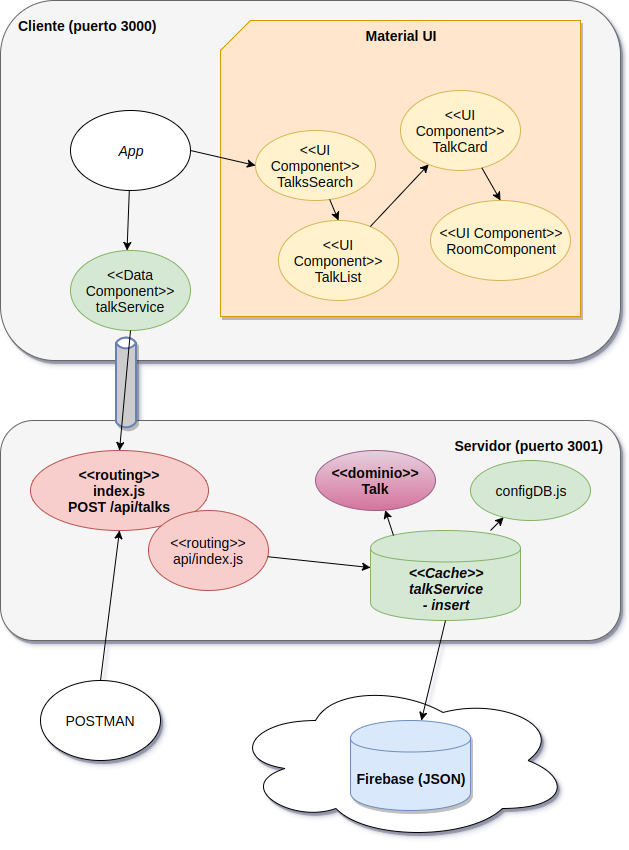 Cliente (puerto 3000)
Material UI
App
<<UI
Component>>
TalksSearch
<<UI
Component>>
TalkCard
<<UI
Component>>
TalkList
<<UI Component>>
RoomComponent
<<Data
Component>>
talkService
Servidor (puerto 3001)
<<routing>>
index.js
POST /api/talks
<<routing>>
api/index.js
<<dominio>>
Talk
configDB.js
<<Cache>>
talkService
- insert
POSTMAN
Firebase (JSON)